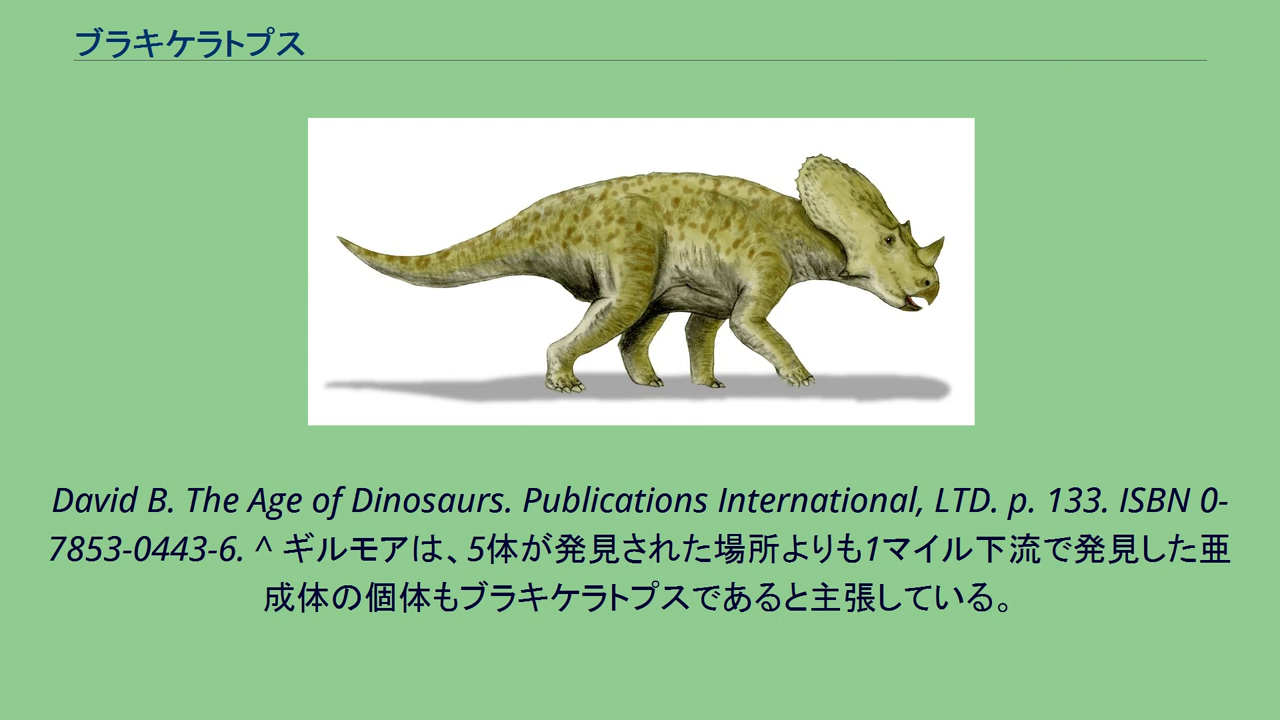 ブラキケラトプス
David B. The Age of Dinosaurs. Publications International, LTD. p. 133. ISBN 0-
7853-0443-6. ^ ギルモアは、5体が発見された場所よりも1マイル下流で発見した亜
成体の個体もブラキケラトプスであると主張している。